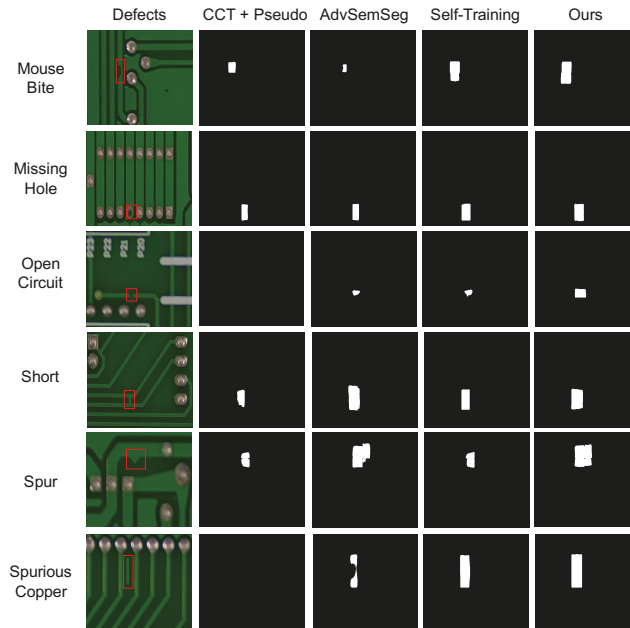 Defects CCT + Pseudo AdvSemSeg Self-Training Ours
Mouse
Bite
Missing
Hole
Open
Circuit
P23 P22 P21 P20
Short
Spur
Spurious
Copper